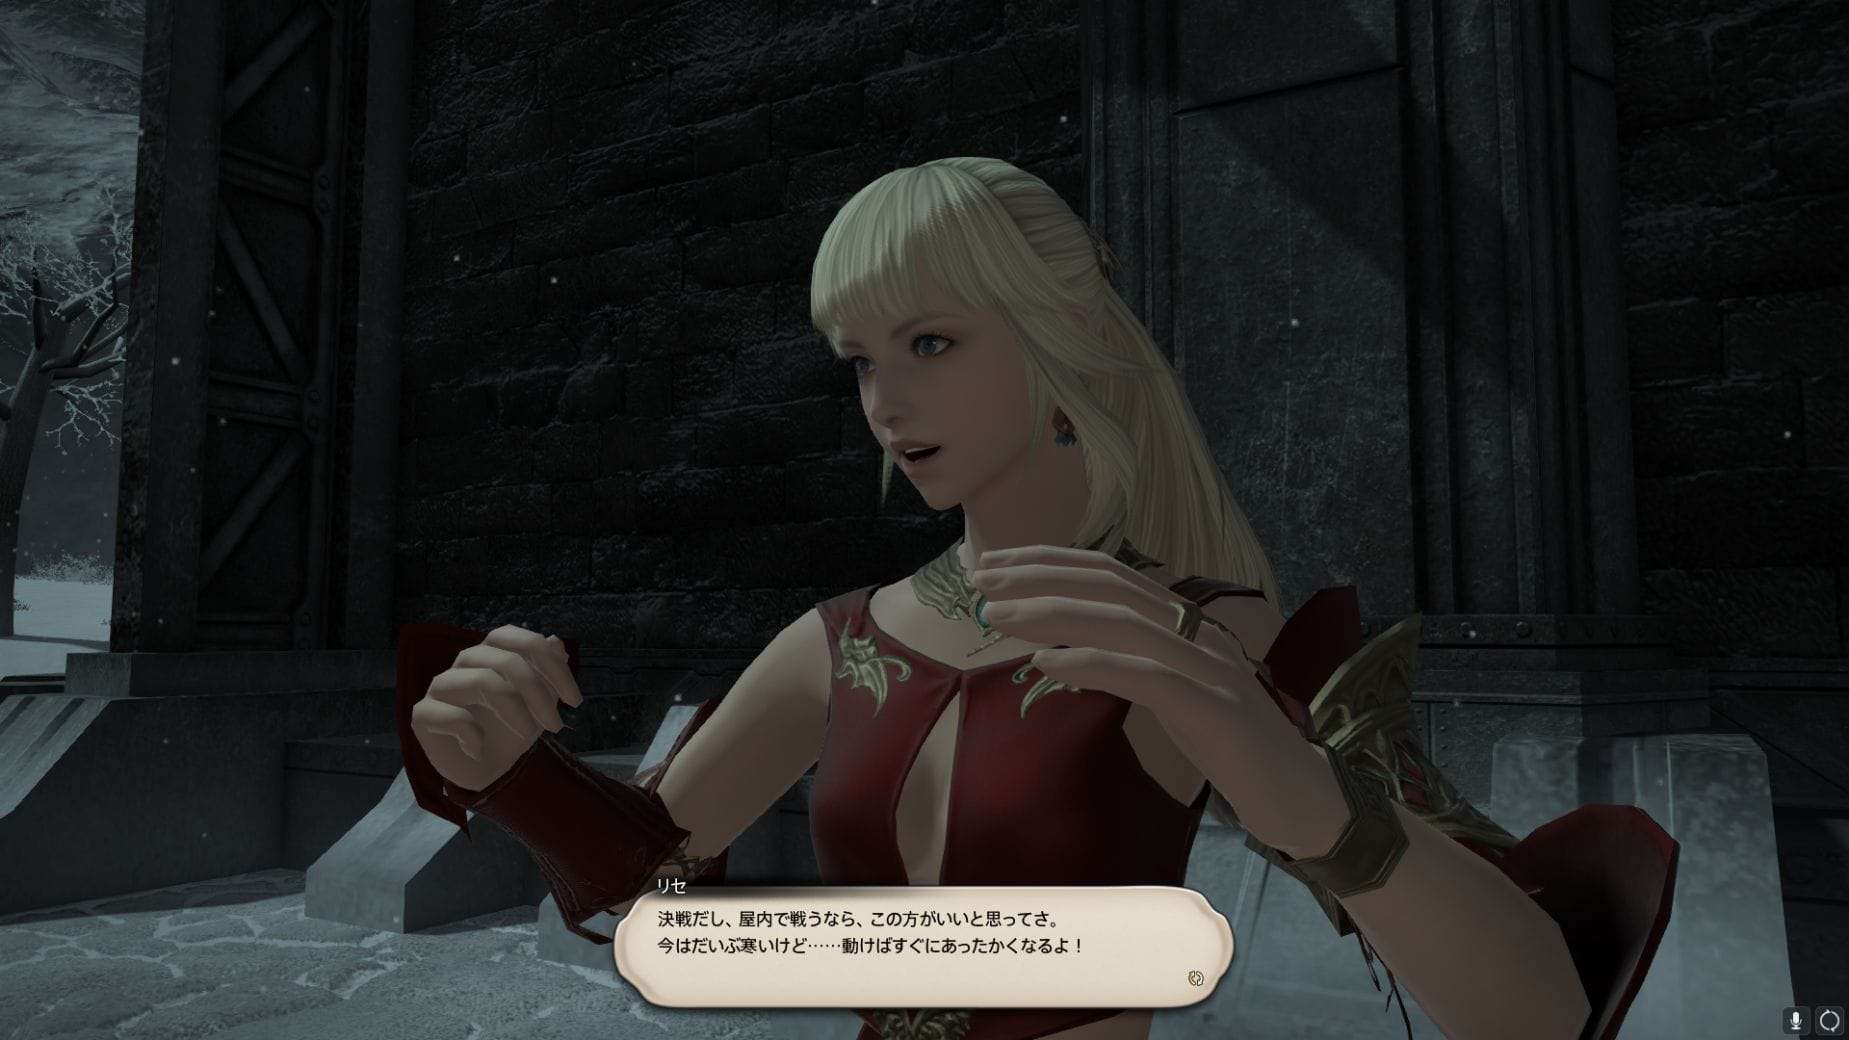 リセ
決戦だし、屋内で戦うなら、この方がいいと思ってさ。
今はだいぶ寒いけど……動けばすぐにあったかくなるよ！